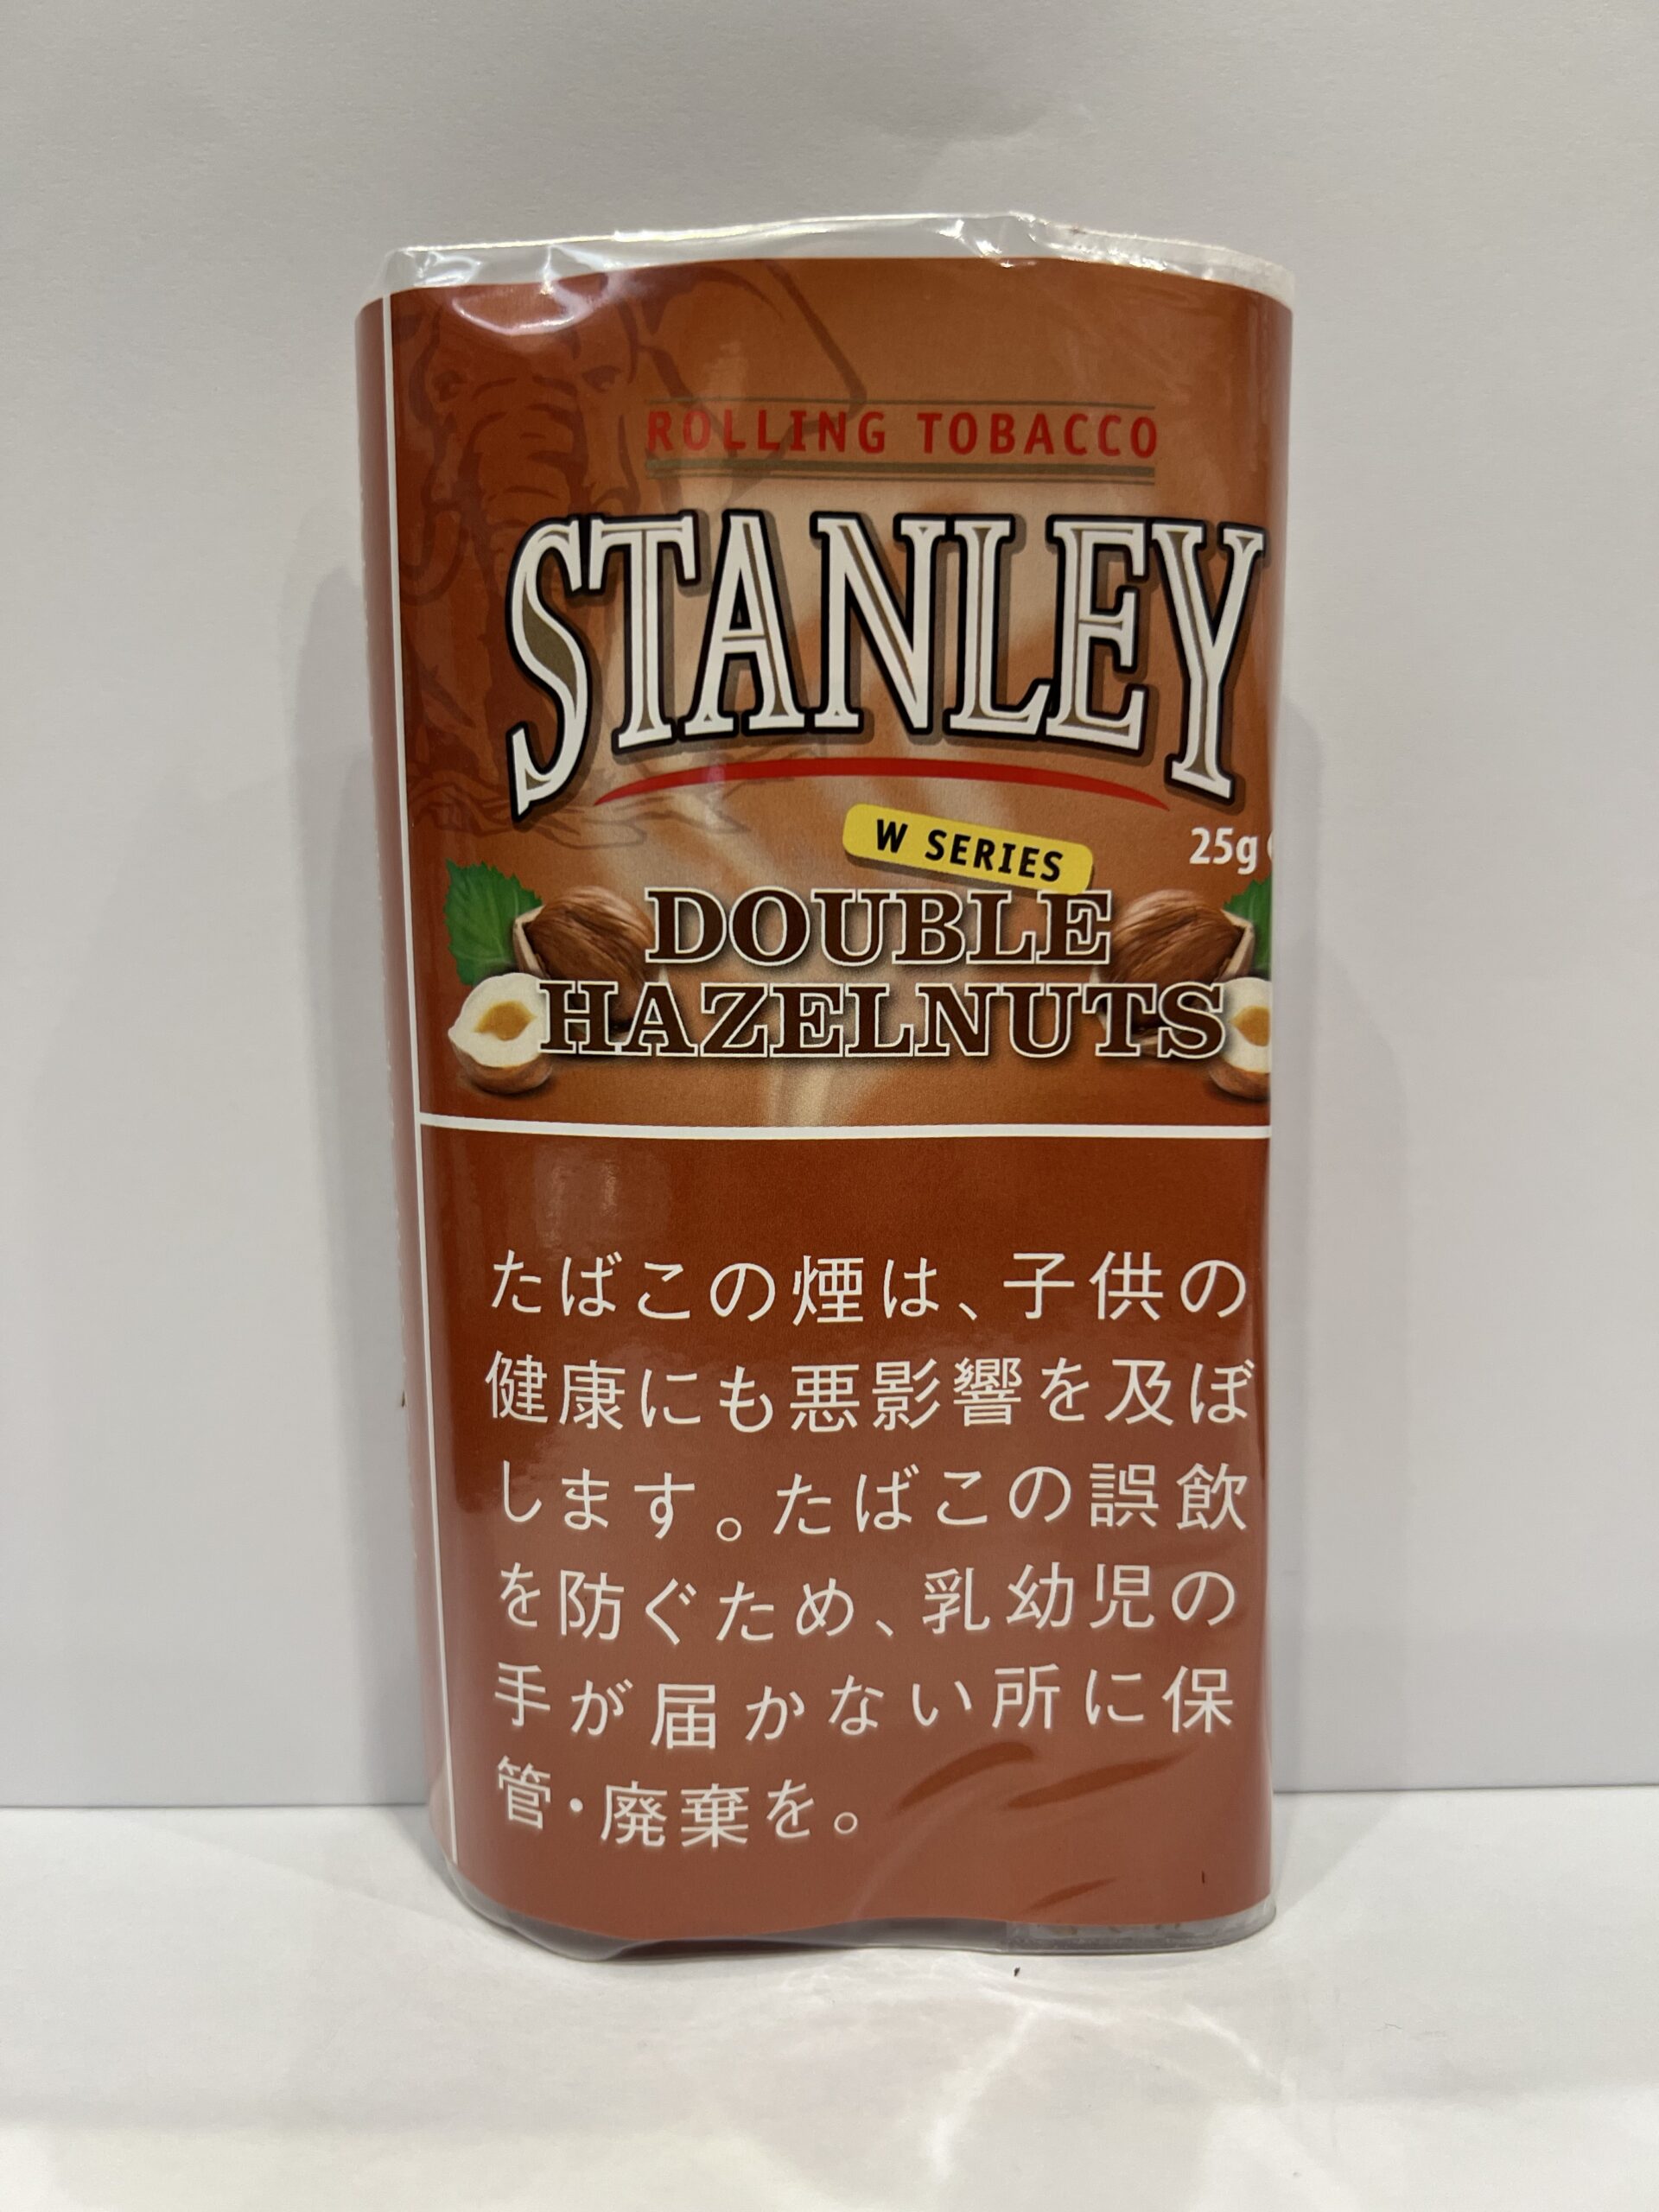 ROLLING TOBACCO
STANLEY
W SERIES
25g
DOUBLE
HAZELNUTS
たばこの煙は、子供の
健康にも悪影響を及ぼ
します。たばこの誤飲
を防ぐため、乳幼児の
手が届かない所に保
管・廃棄を。